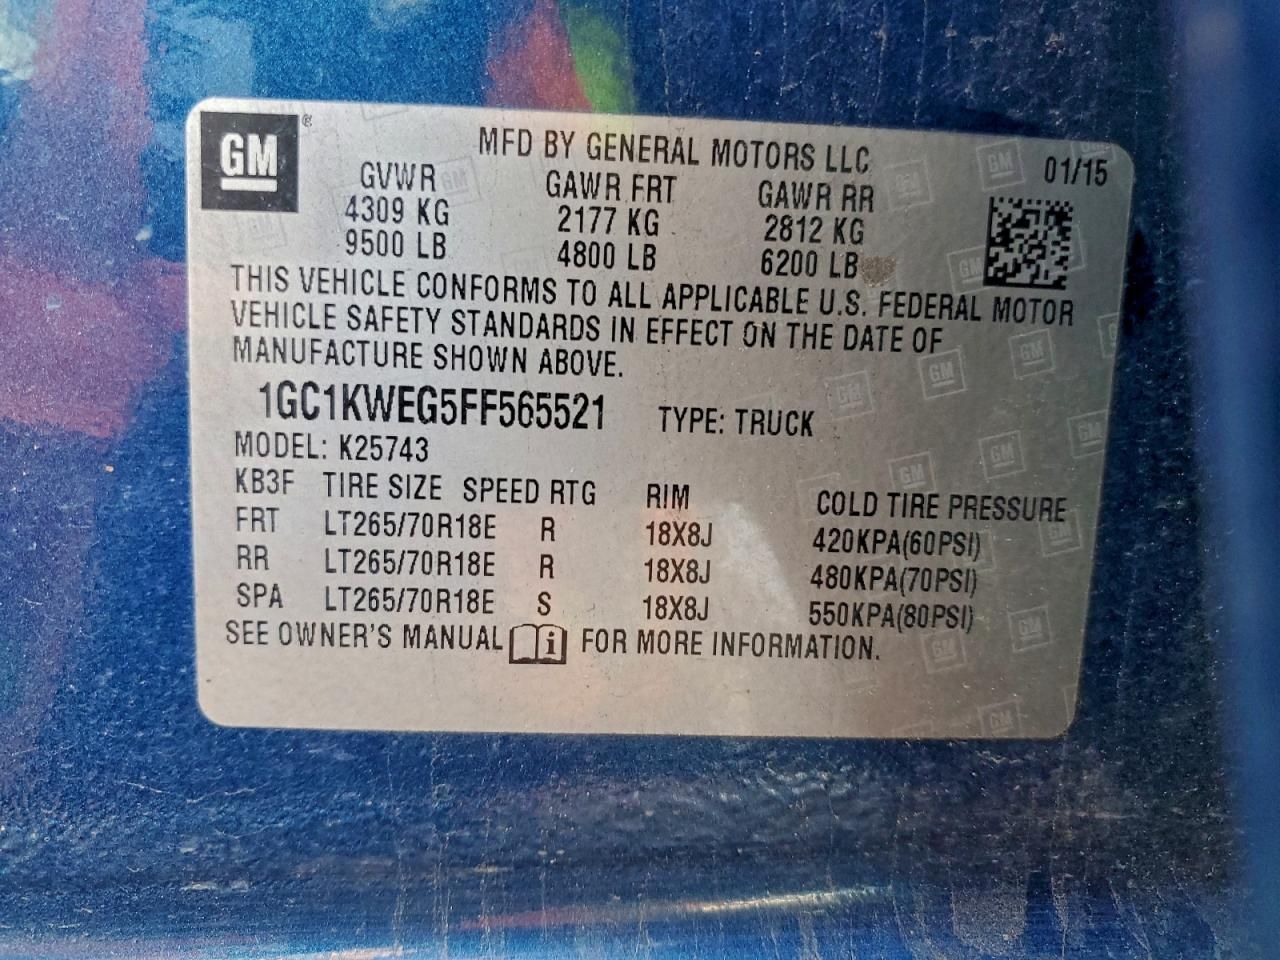 GM®
MFD BY GENERAL MOTORS LLC 01/15
GVWR GAWR FRT GAWR RR
4309 KG 2177 KG 2812 KG
9500 LB 4800 LB 6200 LB
THIS VEHICLE CONFORMS TO ALL APPLICABLE U.S. FEDERAL MOTOR
VEHICLE SAFETY STANDARDS IN EFFECT ON THE DATE OF
MANUFACTURE SHOWN ABOVE.
1GC1KWEG5FF565521 TYPE: TRUCK
MODEL: K25743
KB3F TIRE SIZE SPEED RTG RIM COLD TIRE PRESSURE
FRT LT265/70R18E R 18X8J 420KPA(60PSI)
RR LT265/70R18E R 18X8J 480KPA(70PSI)
SPA LT265/70R18E S 18X8J 550KPA(80PSI)
SEE OWNER'S MANUAL i FOR MORE INFORMATION.